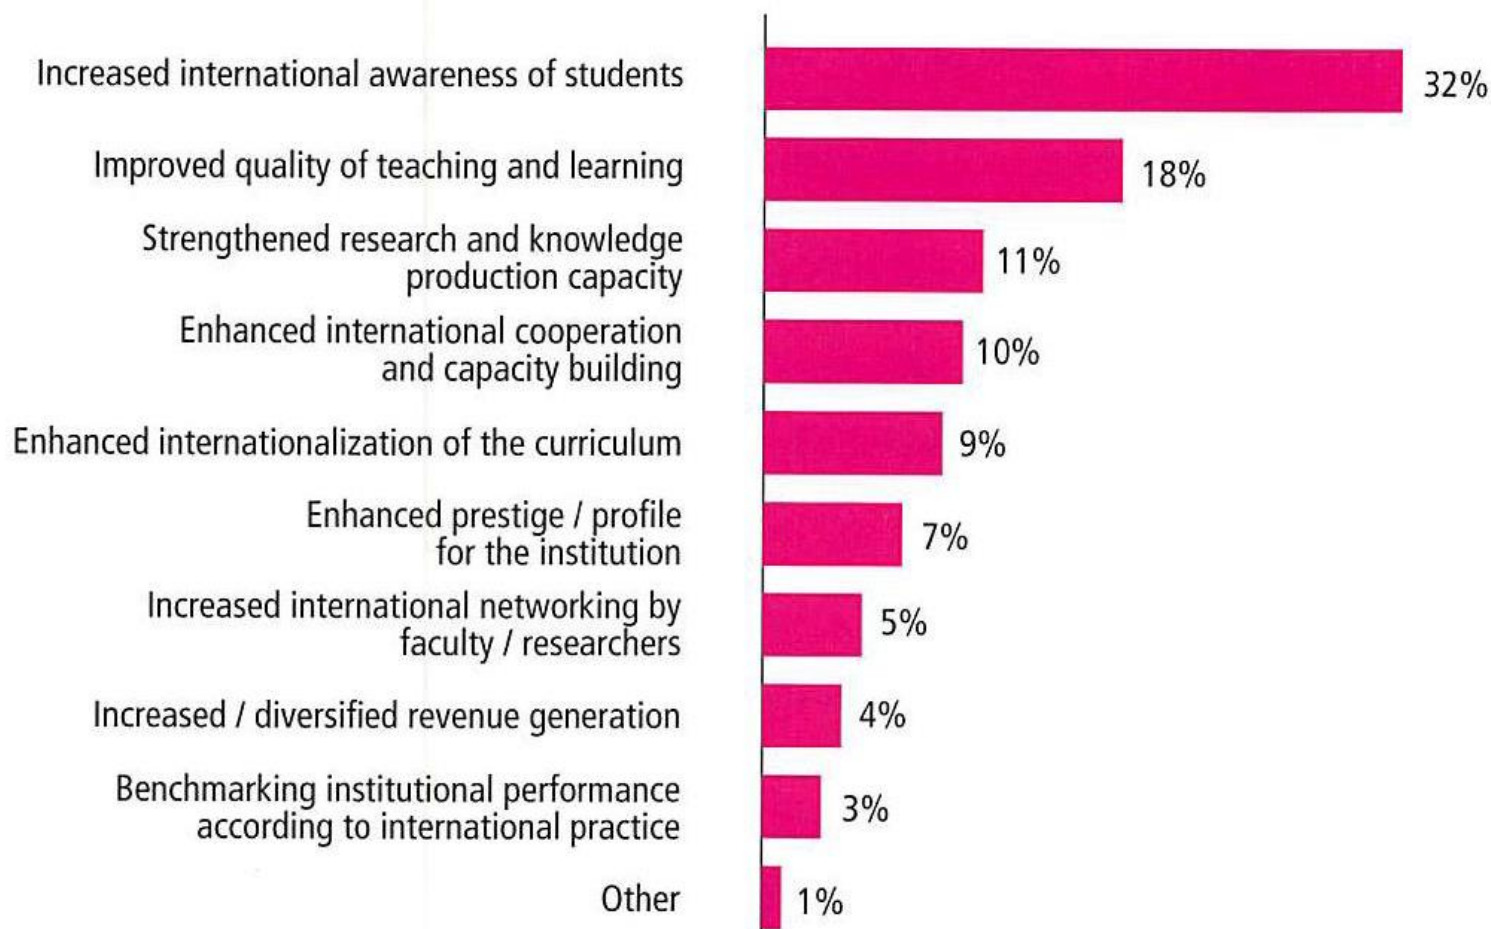 Increased international awareness of students
32%
Improved quality of teaching and learning
18%
Strengthened research and knowledge
production capacity
11%
Enhanced international cooperation
and capacity building
10%
Enhanced internationalization of the curriculum
9%
Enhanced prestige / profile
for the institution
7%
Increased international networking by
faculty / researchers
5%
Increased / diversified revenue generation
4%
Benchmarking institutional performance
according to international practice
3%
Other
1%